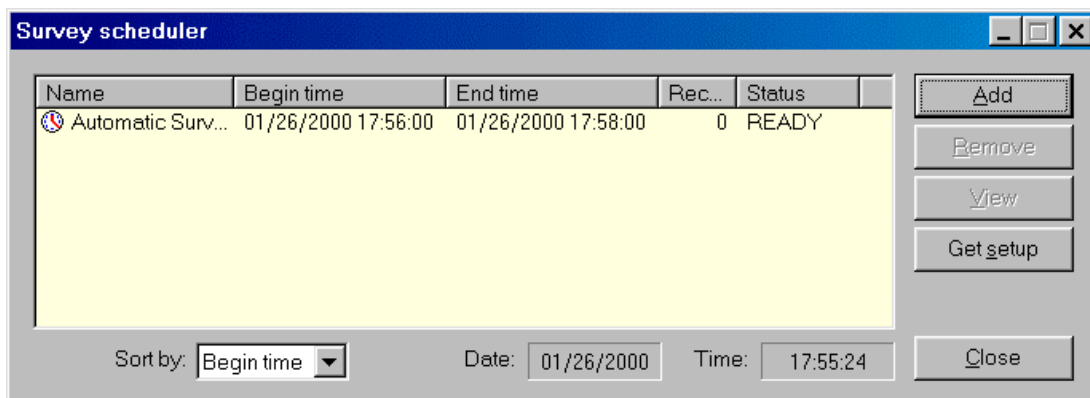 Survey scheduler
Name Begin time End time Rec... Status
Automatic Surv... 01/26/2000 17:56:00 01/26/2000 17:58:00 0 READY
Add
Remove
View
Get setup
Sort by: Begin time Date: 01/26/2000 Time: 17:55:24 Close